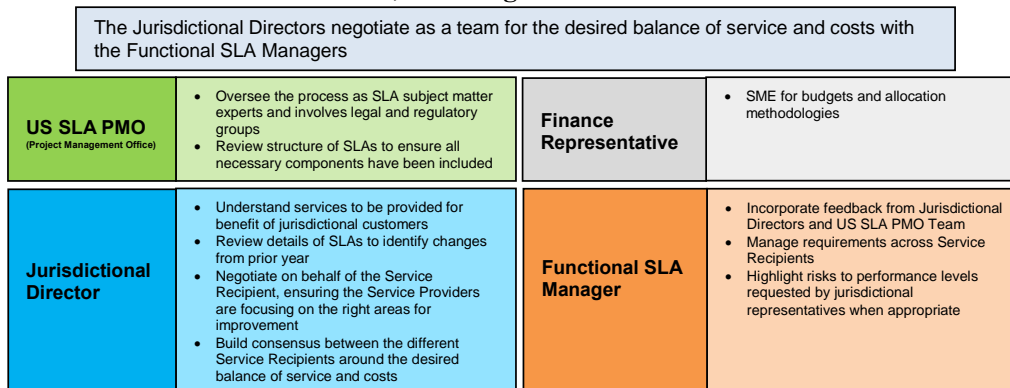 The Jurisdictional Directors negotiate as a team for the desired balance of service and costs with
the Functional SLA Managers
US SLA PMO
(Project Management Office)
• Oversee the process as SLA subject matter
experts and involves legal and regulatory
groups
• Review structure of SLAs to ensure all
necessary components have been included
Finance
Representative
• SME for budgets and allocation
methodologies
Jurisdictional
Director
• Understand services to be provided for
benefit of jurisdictional customers
• Review details of SLAs to identify changes
from prior year
• Negotiate on behalf of the Service
Recipient, ensuring the Service Providers
are focusing on the right areas for
improvement
• Build consensus between the different
Service Recipients around the desired
balance of service and costs
Functional SLA
Manager
• Incorporate feedback from Jurisdictional
Directors and US SLA PMO Team
• Manage requirements across Service
Recipients
• Highlight risks to performance levels
requested by jurisdictional
representatives when appropriate